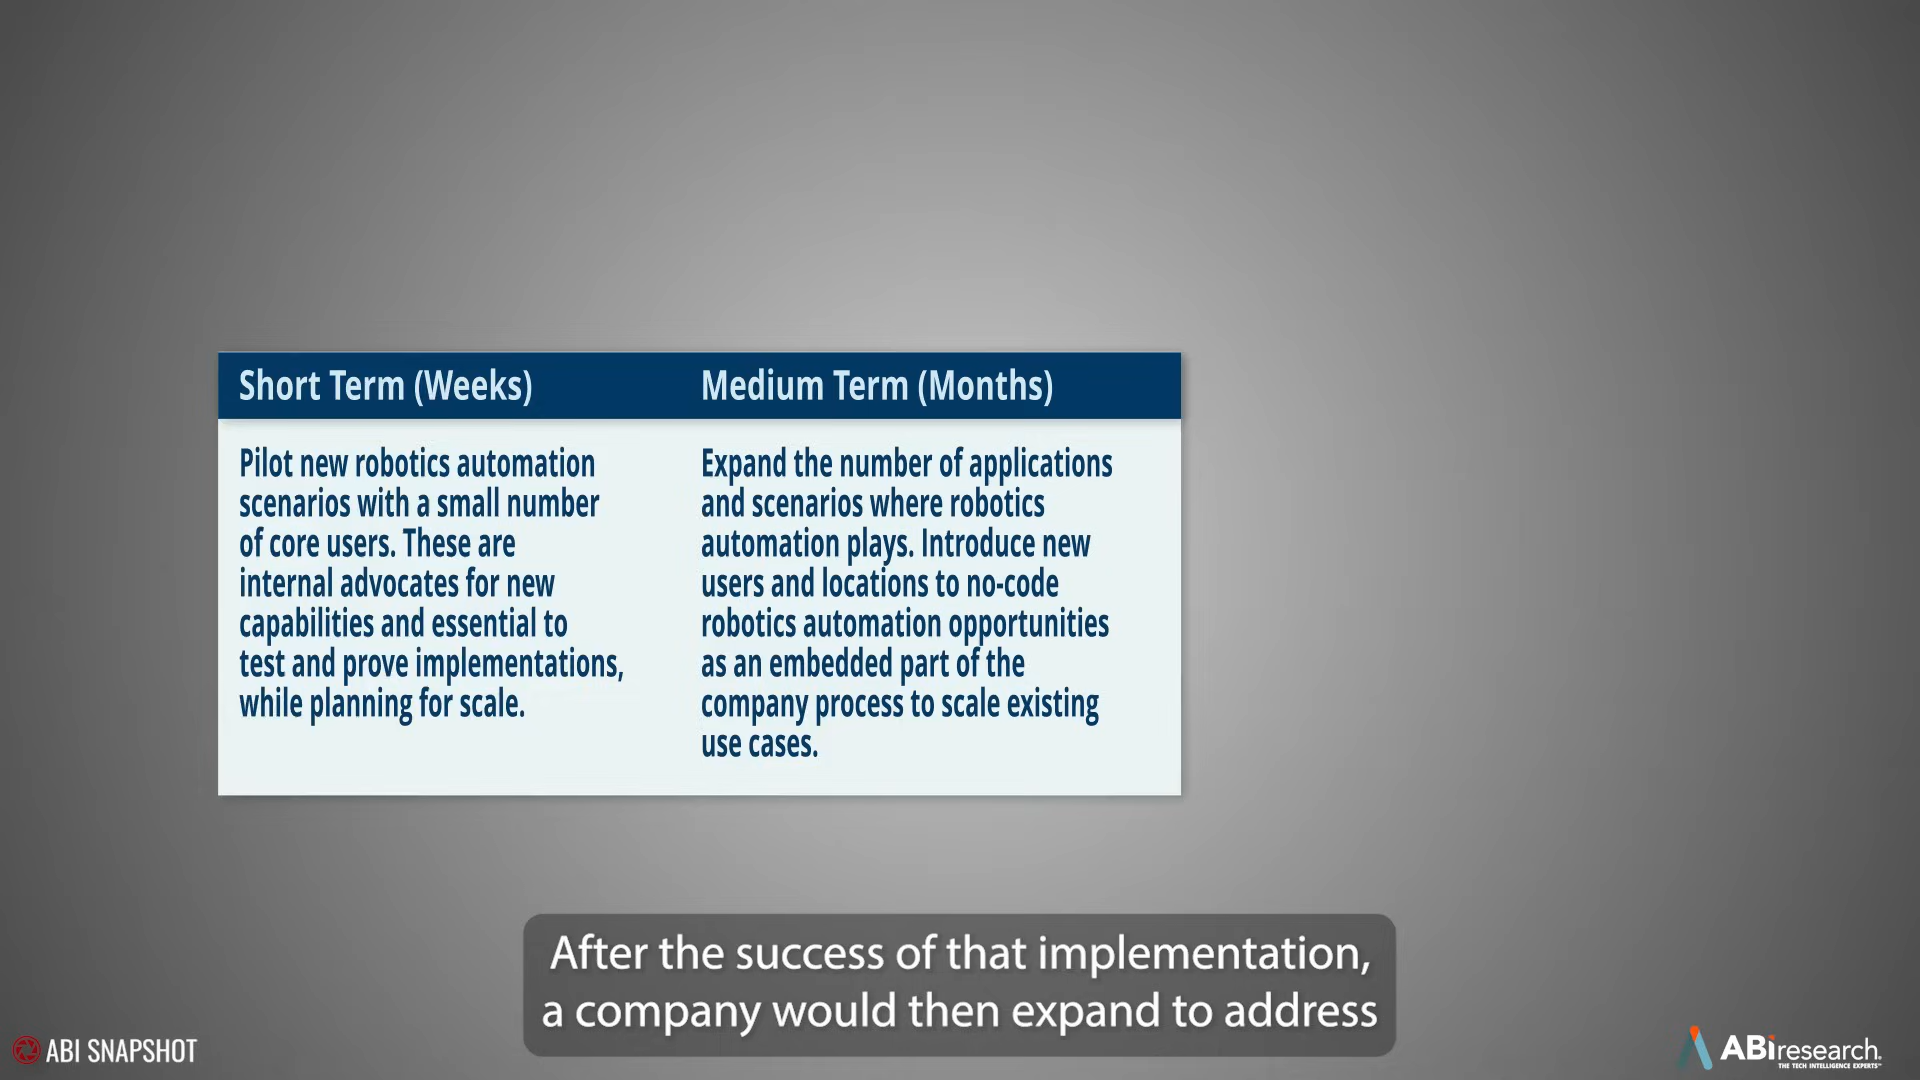 Short Term (Weeks)
Pilot new robotics automation
scenarios with a small number
of core users. These are
internal advocates for new
capabilities and essential to
test and prove implementations,
while planning for scale.
Medium Term (Months)
Expand the number of applications
and scenarios where robotics
automation plays. Introduce new
users and locations to no-code
robotics automation opportunities
as an embedded part of the
company process to scale existing
use cases.
After the success of that implementation,
a company would then expand to address
ABI SNAPSHOT
ABIresearch.
THE TECH INTELLIGENCE EXPERTS™